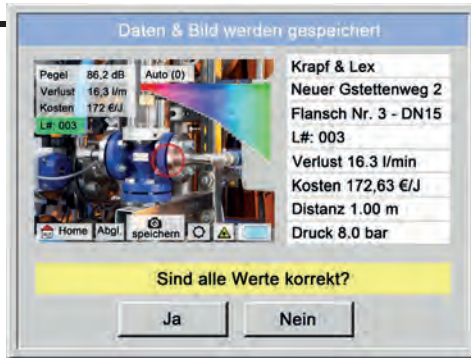 Daten & Bild werden gespeichert
Pegel 86,2 dB
Auto (0)
Verlust 16,3 l/m
Kosten 172 €/J
L#: 003
Home
Abgl.
speichern
Krapf & Lex
Neuer Gstettenweg 2
Flansch Nr. 3 - DN15
L#: 003
Verlust 16.3 l/min
Kosten 172,63 €/J
Distanz 1.00 m
Druck 8.0 bar
Sind alle Werte korrekt?
Ja
Nein